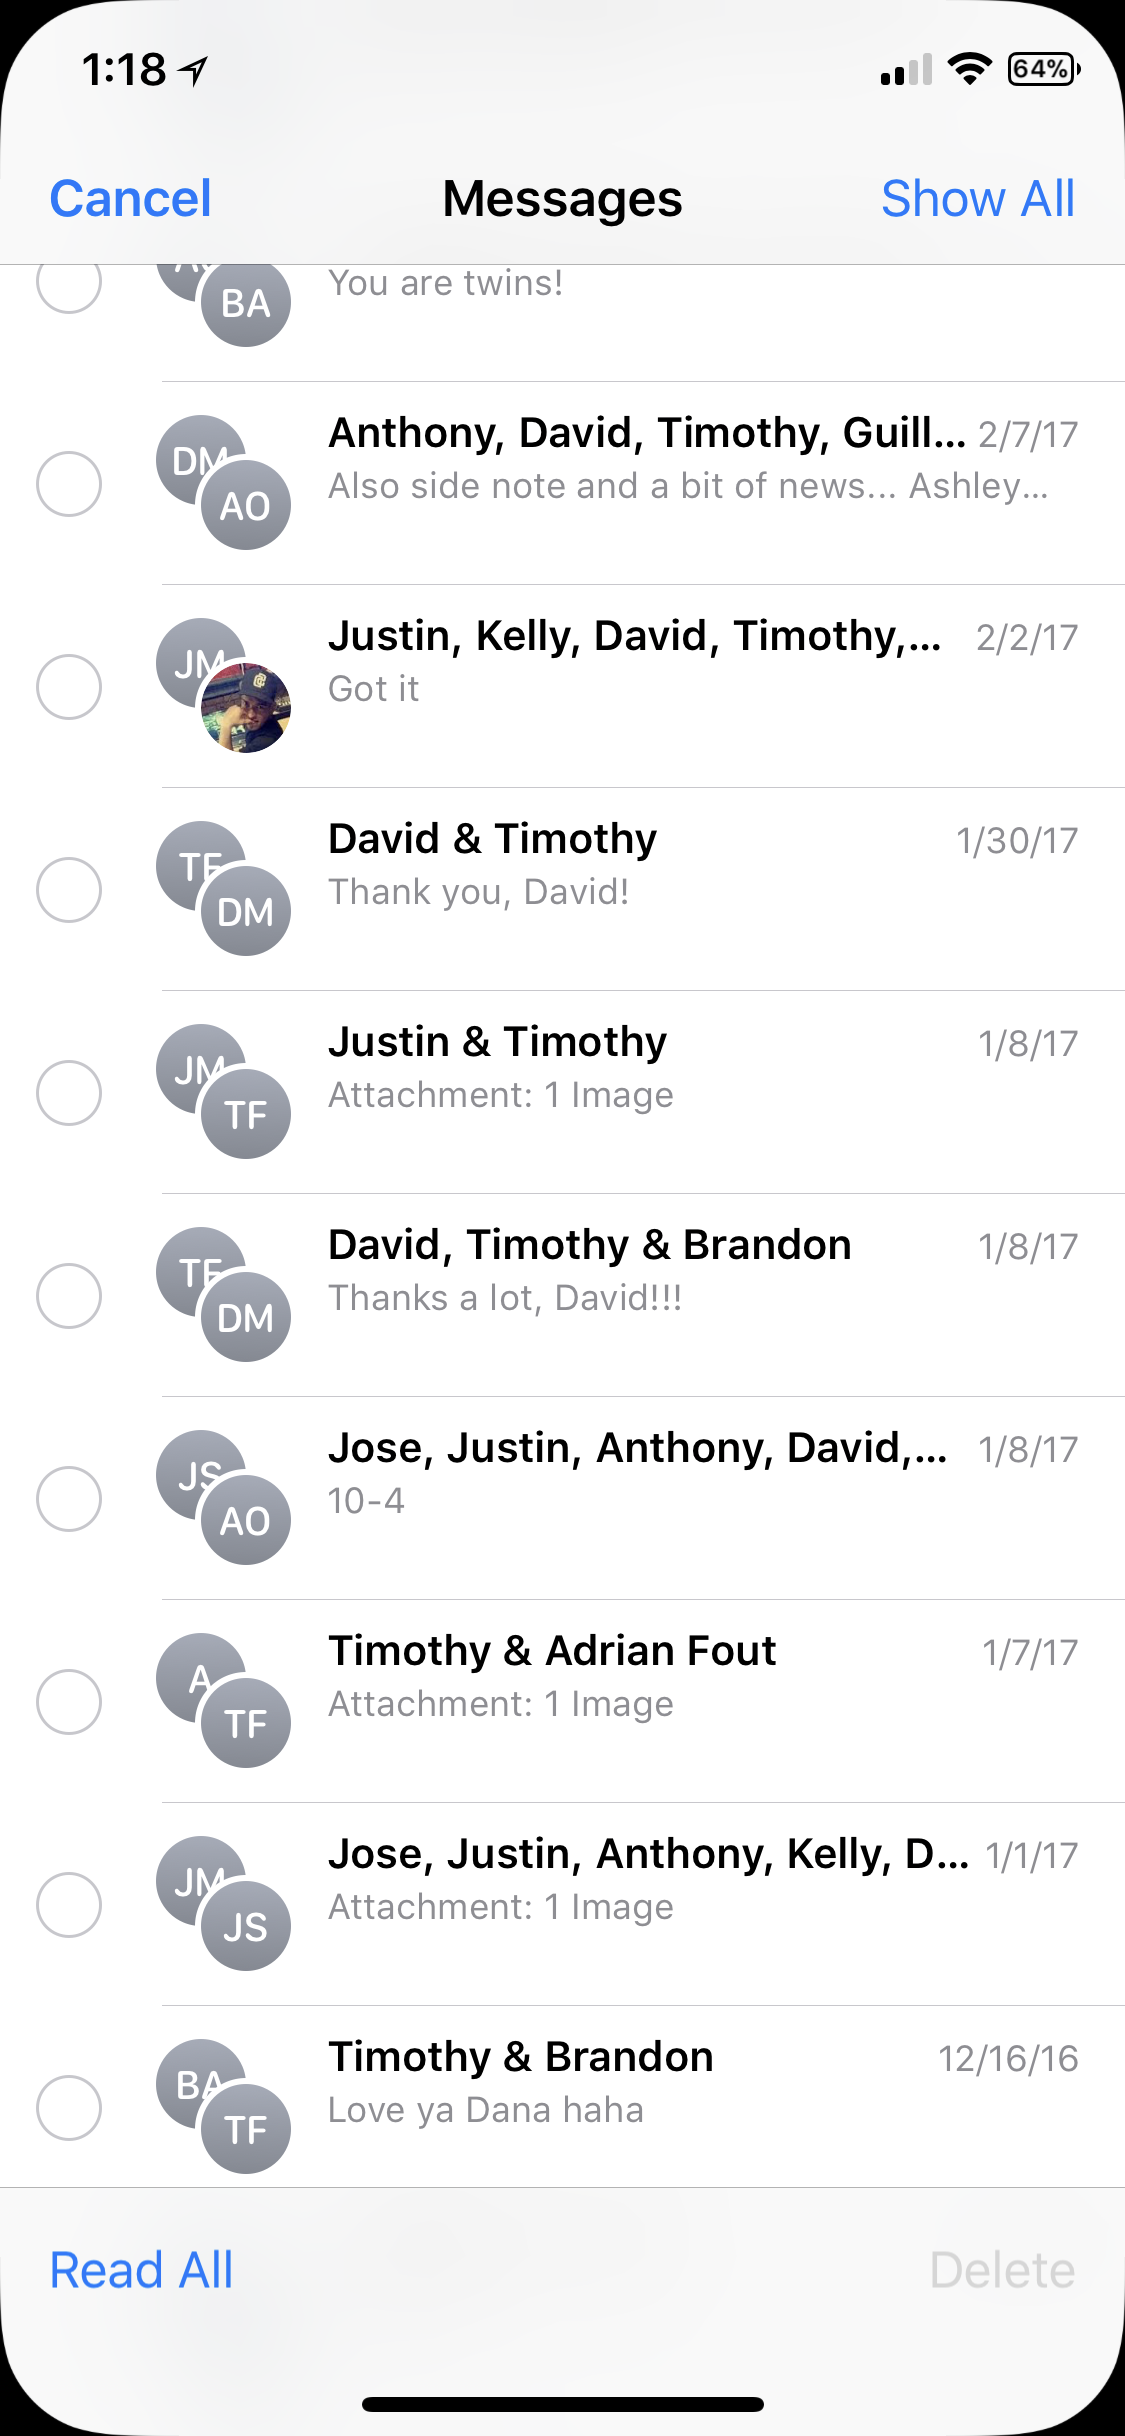 1:18
64%
Cancel
Messages
Show All
BA
You are twins!
DM
AO
Anthony, David, Timothy, Guill... 2/7/17
Also side note and a bit of news... Ashley...
JM
Justin, Kelly, David, Timothy,... 2/2/17
Got it
TF
DM
David & Timothy 1/30/17
Thank you, David!
JM
TF
Justin & Timothy 1/8/17
Attachment: 1 Image
TF
DM
David, Timothy & Brandon 1/8/17
Thanks a lot, David!!!
JS
AO
Jose, Justin, Anthony, David,... 1/8/17
10-4
A
TF
Timothy & Adrian Fout 1/7/17
Attachment: 1 Image
JM
JS
Jose, Justin, Anthony, Kelly, D... 1/1/17
Attachment: 1 Image
BA
TF
Timothy & Brandon 12/16/16
Love ya Dana haha
Read All
Delete